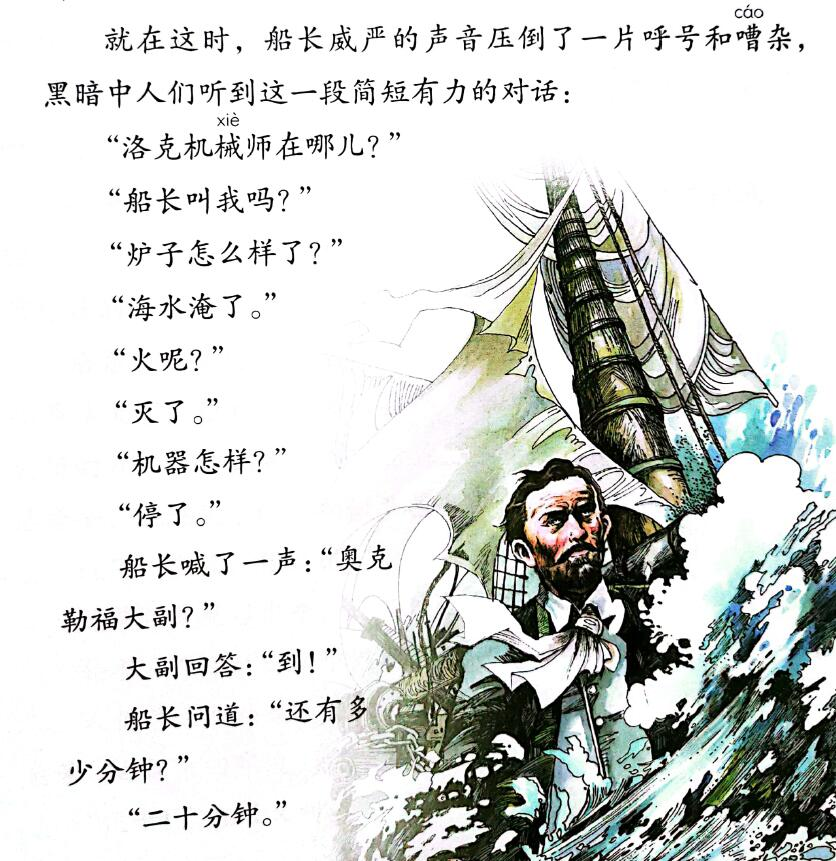 cáo
就在这时，船长威严的声音压倒了一片呼号和嘈杂，
黑暗中人们听到这一段简短有力的对话：
xiè
“洛克机械师在哪儿？”
“船长叫我吗？”
“炉子怎么样了？”
“海水淹了。”
“火呢？”
“灭了。”
“机器怎样？”
“停了。”
船长喊了一声：“奥克
勒福大副？”
大副回答：“到！”
船长问道：“还有多
少分钟？”
“二十分钟。”